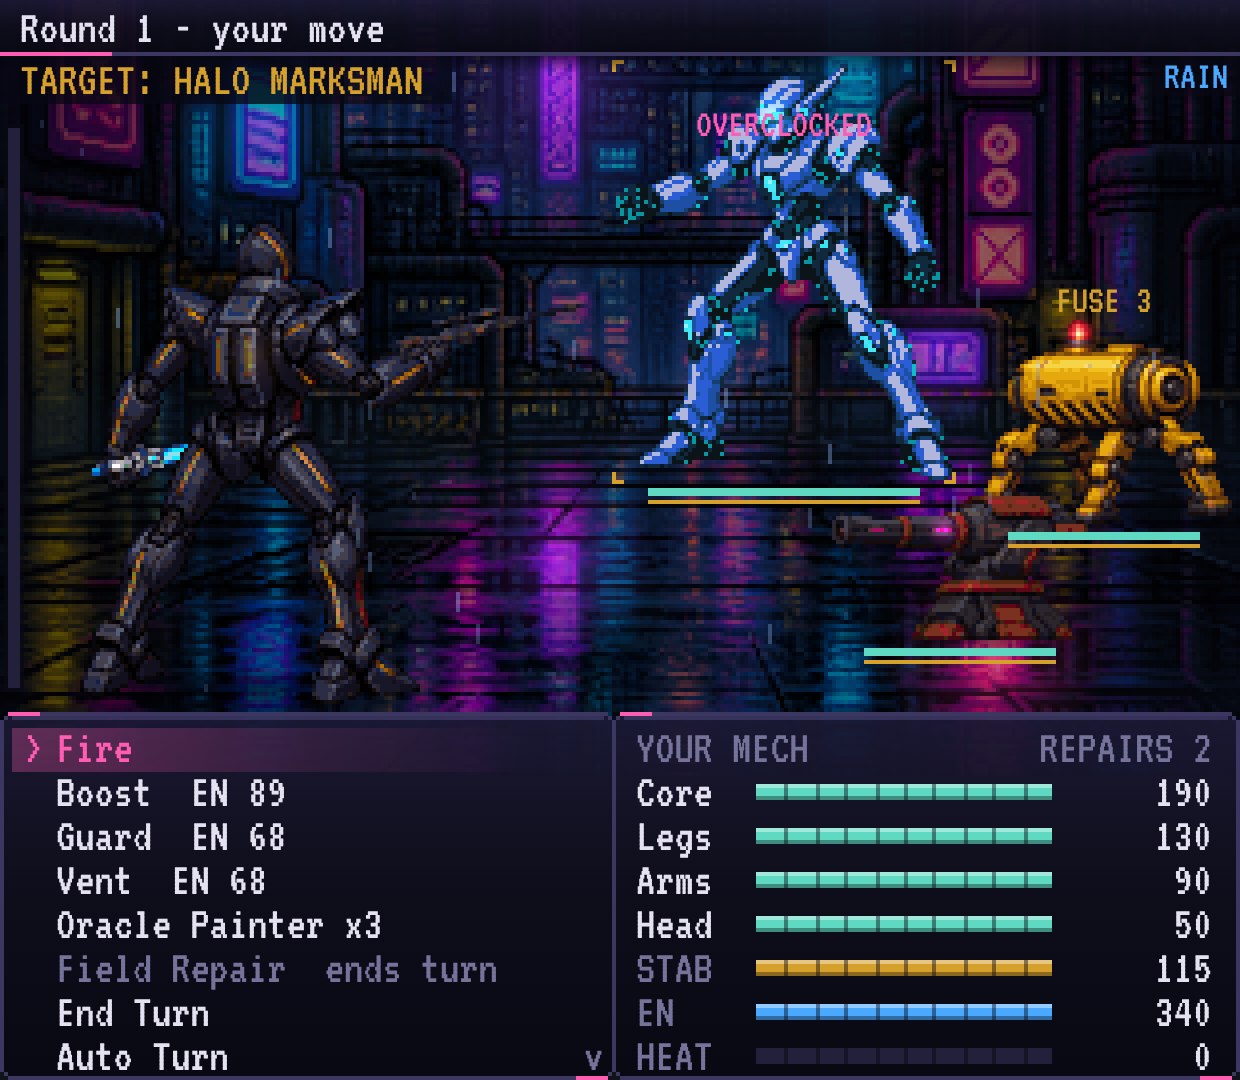 Round 1 - your move
TARGET: HALO MARKSMAN
RAIN
OVERCLOCKED
FUSE 3
> Fire
Boost EN 89
Guard EN 68
Vent EN 68
Oracle Painter x3
Field Repair ends turn
End Turn
Auto Turn v
YOUR MECH REPAIRS 2
Core 190
Legs 130
Arms 90
Head 50
STAB 115
EN 340
HEAT 0